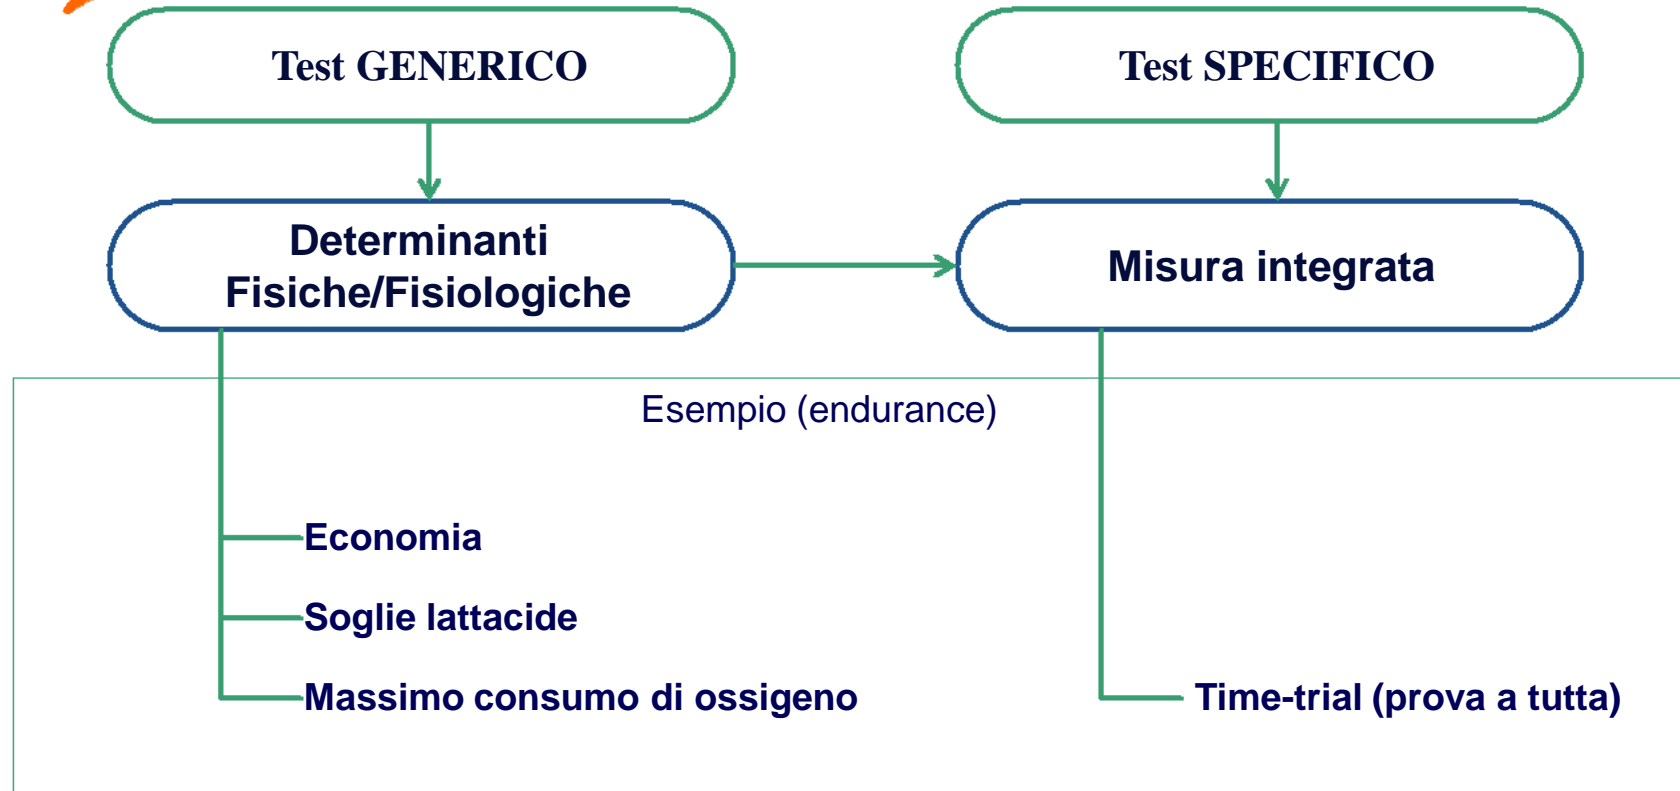 Test GENERICO
Test SPECIFICO
Determinanti
Fisiche/Fisiologiche
Misura integrata
Esempio (endurance)
Economia
Soglie lattacide
Massimo consumo di ossigeno
Time-trial (prova a tutta)